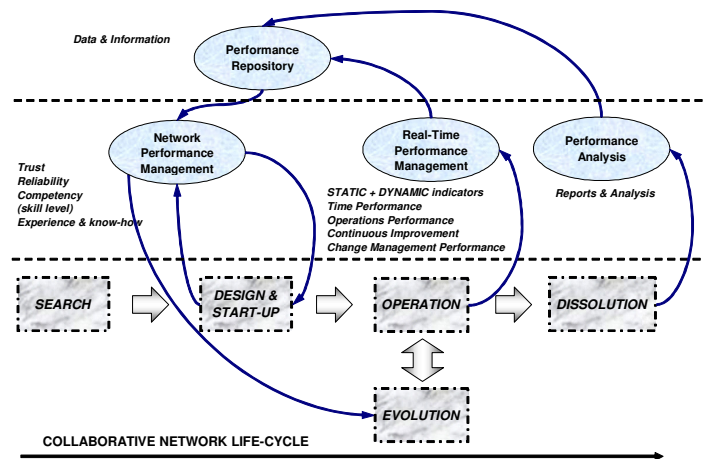 Data & Information
Performance
Repository
Network
Performance
Management
Real-Time
Performance
Management
Performance
Analysis
Trust
Reliability
Competency
(skill level)
Experience & know-how
STATIC + DYNAMIC indicators
Time Performance
Operations Performance
Continuous Improvement
Change Management Performance
Reports & Analysis
SEARCH
DESIGN &
START-UP
OPERATION
DISSOLUTION
EVOLUTION
COLLABORATIVE NETWORK LIFE-CYCLE